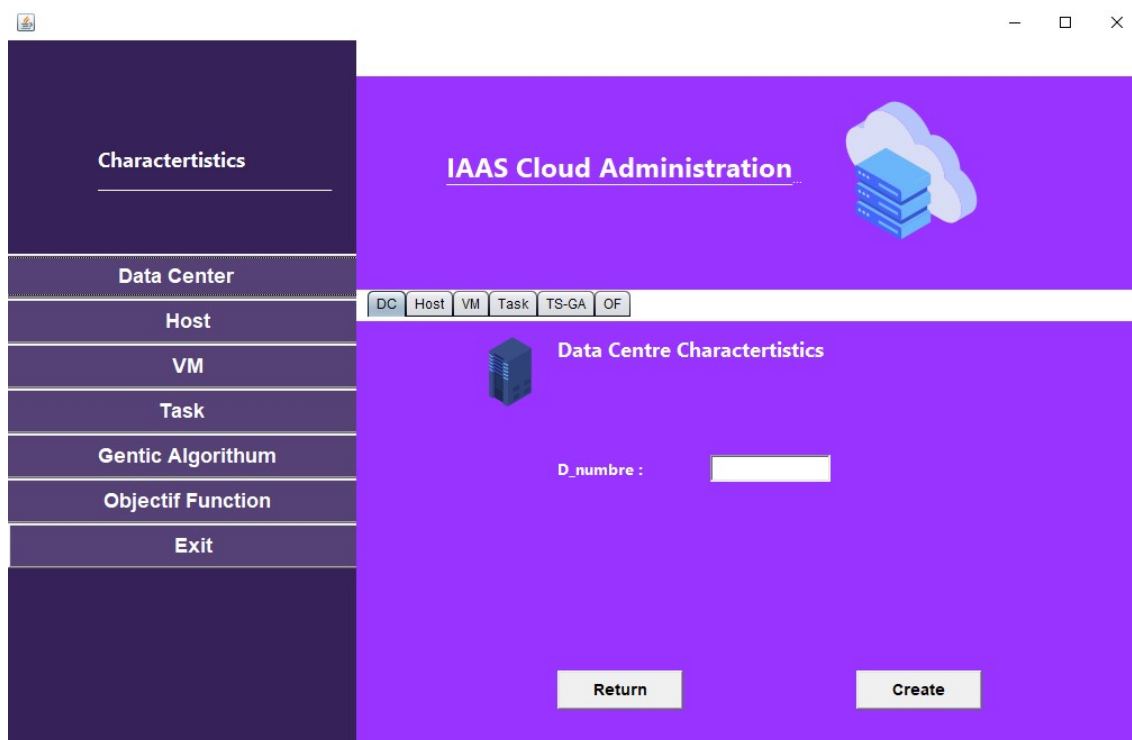 Charactertistics
IAAS Cloud Administration...
Data Center
Host
VM
Task
Gentic Algorithum
Objectif Function
Exit
DC Host VM Task TS-GA OF
Data Centre Charactertistics
D_numbre :
Return Create